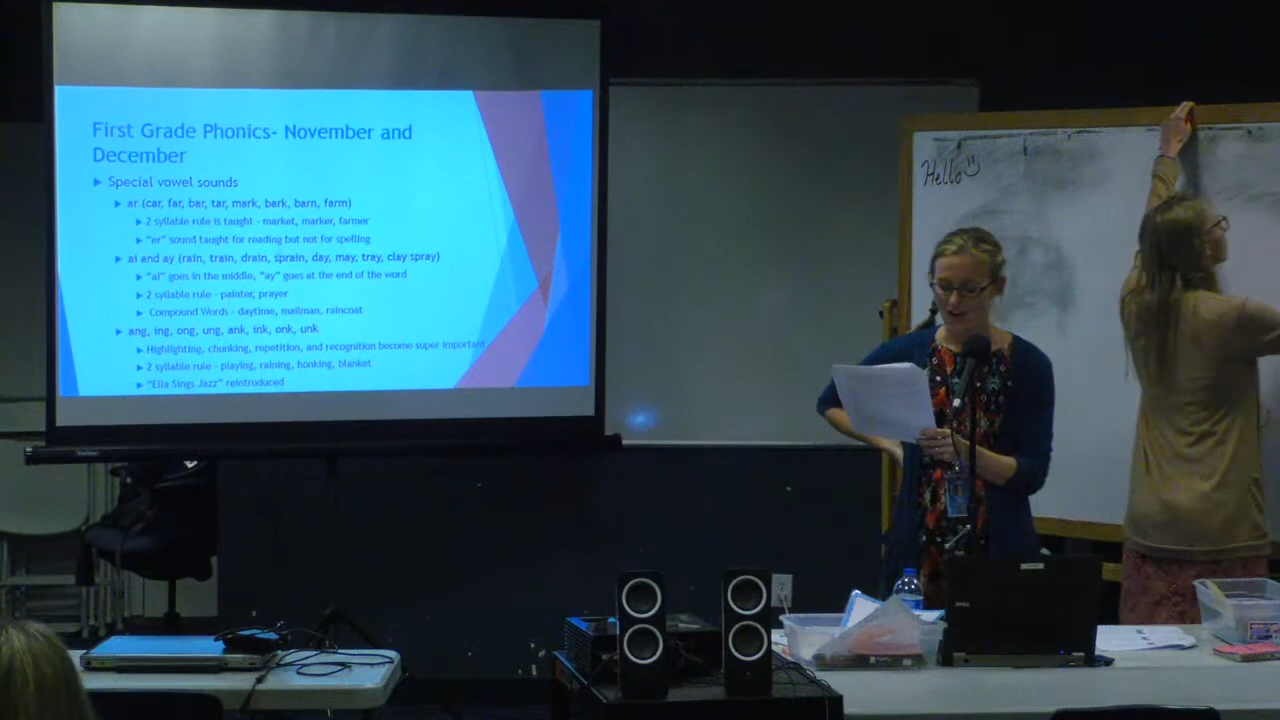 First Grade Phonics- November and
December
Special vowel sounds
ar (car, far, bar, tar, mark, bark, barn, farm)
2 syllable rule is taught - market, marker, farmer
"er" sound taught for reading but not for spelling
ai and ay (rain, train, drain, sprain, day, may, tray, clay spray)
"ai" goes in the middle, "ay" goes at the end of the word
2 syllable rule - painter, prayer
Compound Words - daytime, mailman, raincoat
ang, ing, ong, ung, ank, ink, onk, unk
Highlighting, chunking, repetition, and recognition become super important
2 syllable rule - playing, raining, honking, blanket
"Ella Sings Jazz" reintroduced
Hello
DELL